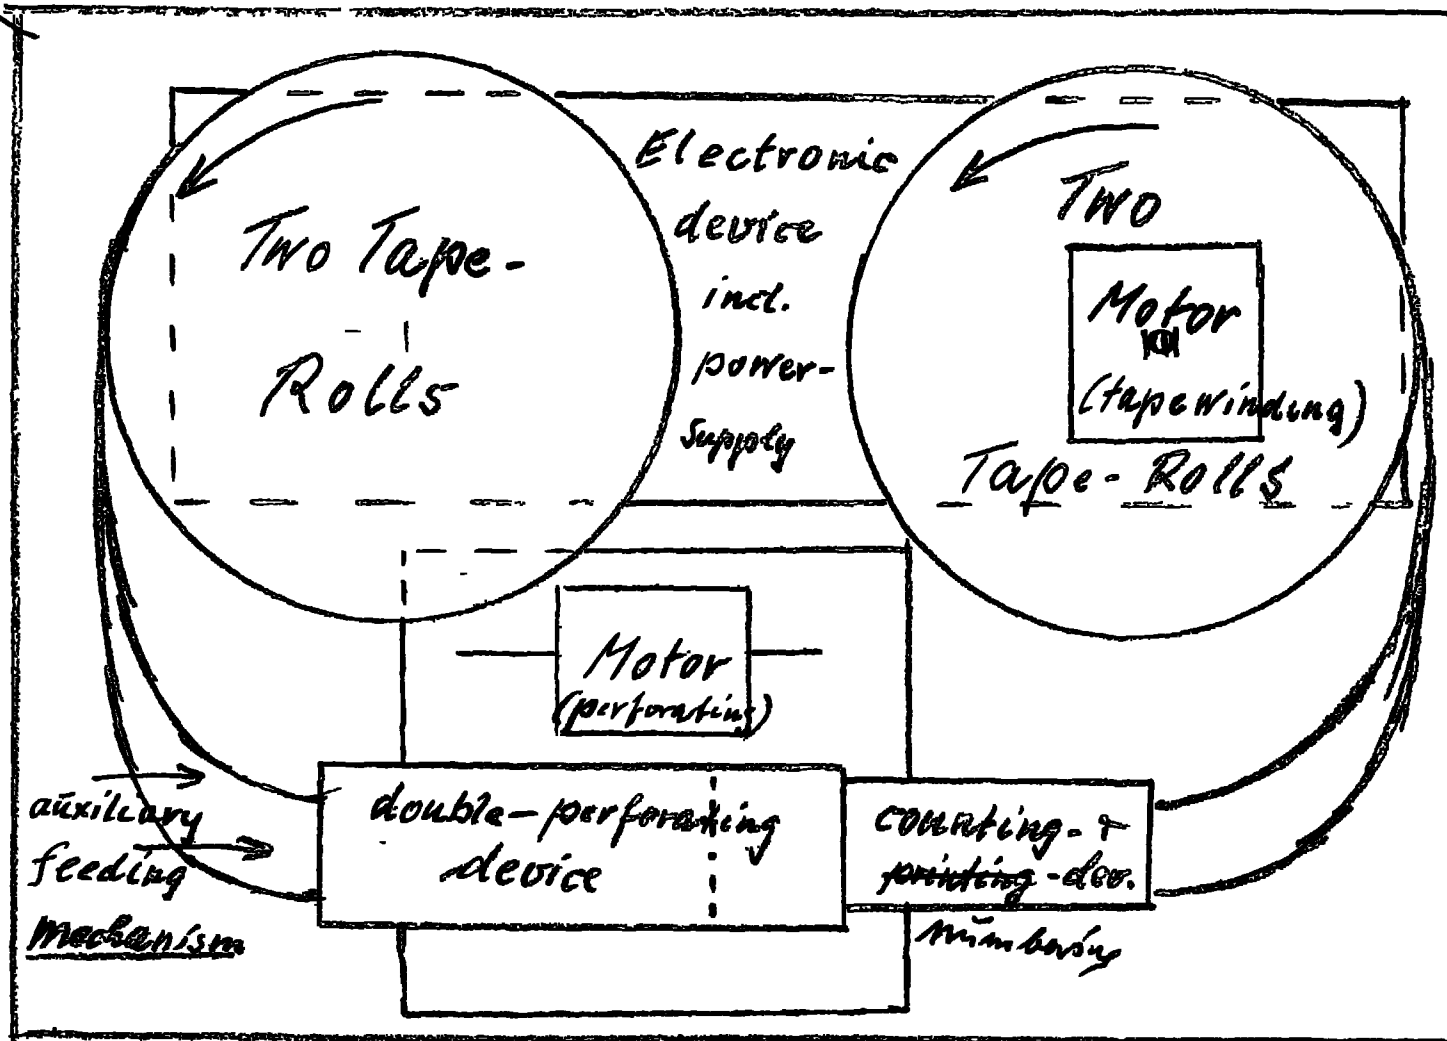 Two Tape-
Rolls
Electronic
device
incl.
power-
supply
Two
Motor
(tapewinding)
Tape-Rolls
Motor
(perforating)
auxiliary
feeding
mechanism
double-perforating
device
counting- &
printing-dev.
numbering